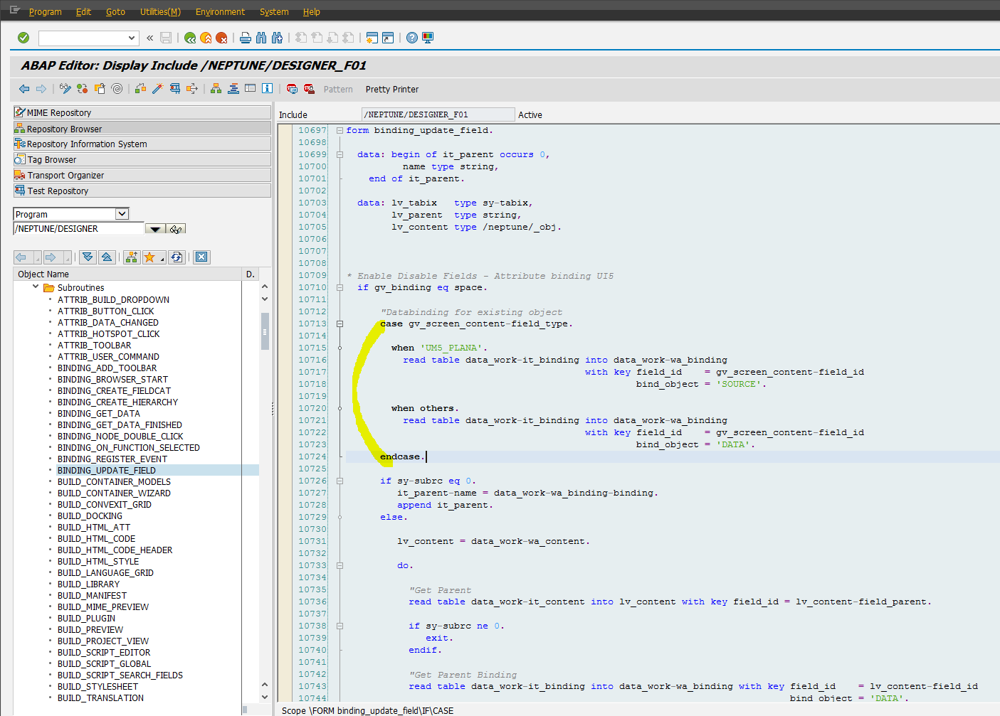 Program Edit Goto Utilities(M) Environment System Help
ABAP Editor: Display Include /NEPTUNE/DESIGNER_F01
Pattern Pretty Printer
MIME Repository
Repository Browser
Repository Information System
Tag Browser
Transport Organizer
Test Repository
Program
/NEPTUNE/DESIGNER
Object Name D.
Subroutines
ATTRIB_BUILD_DROPDOWN
ATTRIB_BUTTON_CLICK
ATTRIB_DATA_CHANGED
ATTRIB_HOTSPOT_CLICK
ATTRIB_TOOLBAR
ATTRIB_USER_COMMAND
BINDING_ADD_TOOLBAR
BINDING_BROWSER_START
BINDING_CREATE_FIELDCAT
BINDING_CREATE_HIERARCHY
BINDING_GET_DATA
BINDING_GET_DATA_FINISHED
BINDING_NODE_DOUBLE_CLICK
BINDING_ON_FUNCTION_SELECTED
BINDING_REGISTER_EVENT
BINDING_UPDATE_FIELD
BUILD_CONTAINER_MODELS
BUILD_CONTAINER_WIZARD
BUILD_CONVEXIT_GRID
BUILD_DOCKING
BUILD_HTML_ATT
BUILD_HTML_CODE
BUILD_HTML_CODE_HEADER
BUILD_HTML_STYLE
BUILD_LANGUAGE_GRID
BUILD_LIBRARY
BUILD_MANIFEST
BUILD_MIME_PREVIEW
BUILD_PLUGIN
BUILD_PREVIEW
BUILD_PROJECT_VIEW
BUILD_SCRIPT_EDITOR
BUILD_SCRIPT_GLOBAL
BUILD_SCRIPT_SEARCH_FIELDS
BUILD_STYLESHEET
BUILD_TRANSLATION
Include /NEPTUNE/DESIGNER_F01 Active
10697 form binding_update_field.
10698
10699 data: begin of it_parent occurs 0,
10700 name type string,
10701 end of it_parent.
10702
10703 data: lv_tabix type sy-tabix,
10704 lv_parent type string,
10705 lv_content type /neptune/_obj.
10706
10707
10708
10709 * Enable Disable Fields - Attribute binding UI5
10710 if gv_binding eq space.
10711
10712 "Databinding for existing object
10713 case gv_screen_content-field_type.
10714
10715 when 'UM5_PLANA'.
10716 read table data_work-it_binding into data_work-wa_binding
10717 with key field_id = gv_screen_content-field_id
10718 bind_object = 'SOURCE'.
10719
10720 when others.
10721 read table data_work-it_binding into data_work-wa_binding
10722 with key field_id = gv_screen_content-field_id
10723 bind_object = 'DATA'.
10724 endcase.
10725
10726 if sy-subrc eq 0.
10727 it_parent-name = data_work-wa_binding-binding.
10728 append it_parent.
10729 else.
10730
10731 lv_content = data_work-wa_content.
10732
10733 do.
10734
10735 "Get Parent
10736 read table data_work-it_content into lv_content with key field_id = lv_content-field_parent.
10737
10738 if sy-subrc ne 0.
10739 exit.
10740 endif.
10741
10742 "Get Parent Binding
10743 read table data_work-it_binding into data_work-wa_binding with key field_id = lv_content-field_id
10744 bind_object = 'DATA'.
Scope \FORM binding_update_field\IF\CASE